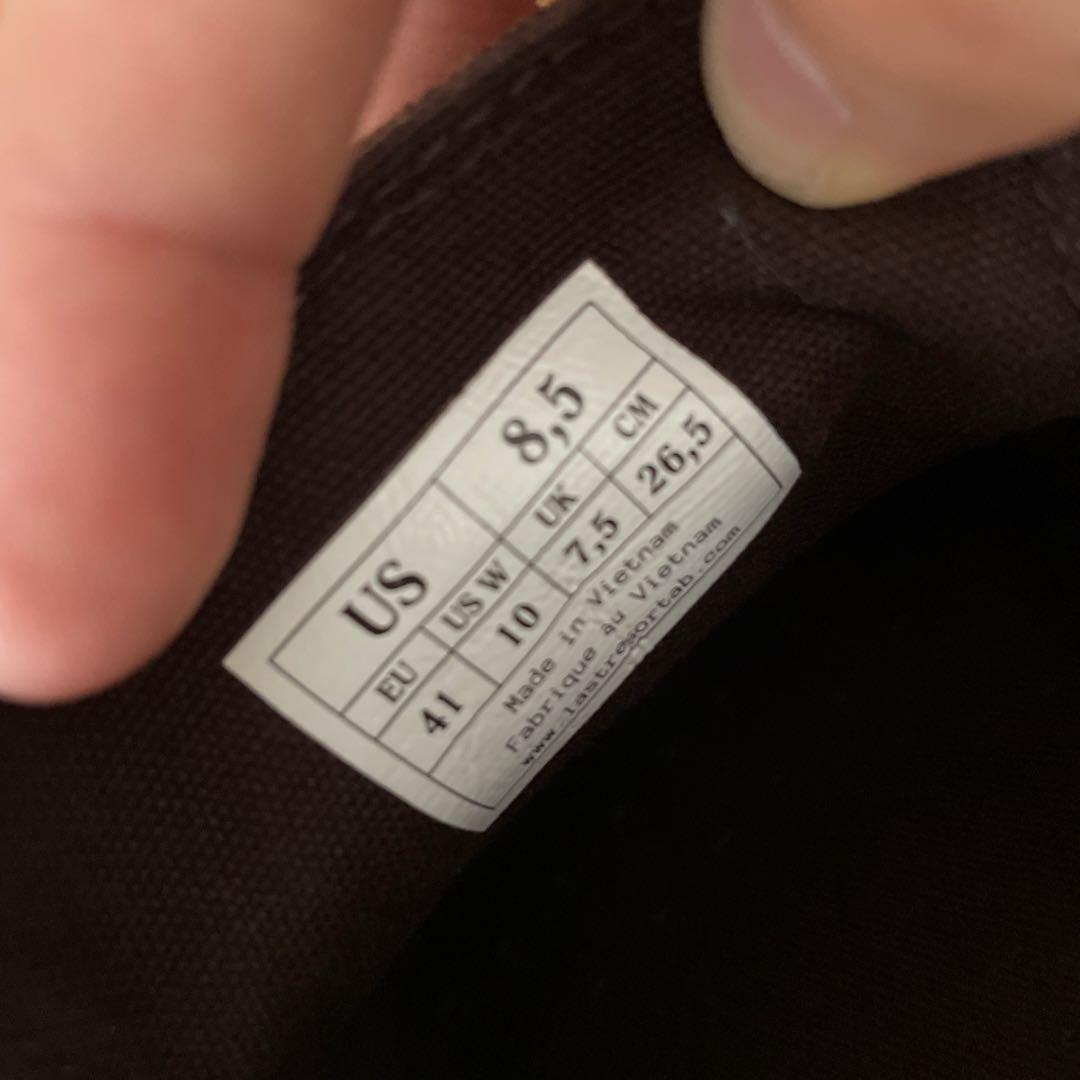 US 8,5
EU US W UK CM
41 10 7,5 26,5
Made in Vietnam
Fabrique au Vietnam
www.lastresortab.com